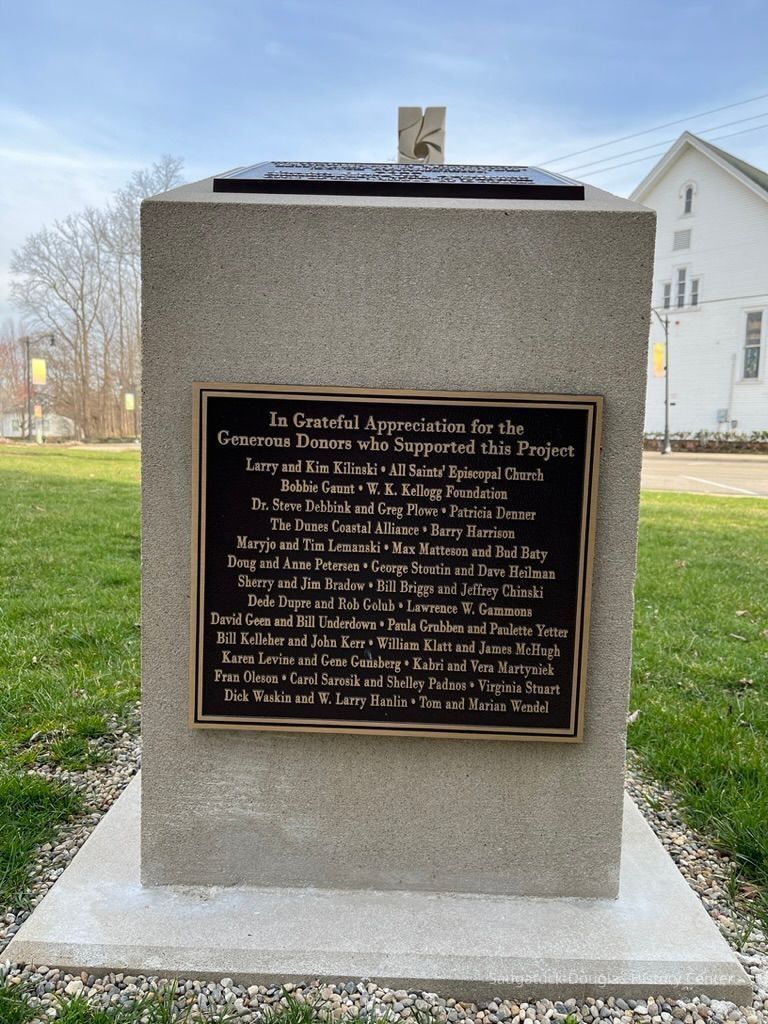 In Grateful Appreciation for the
Generous Donors who Supported this Project
Larry and Kim Kilinski • All Saints' Episcopal Church
Bobbie Gaunt • W. K. Kellogg Foundation
Dr. Steve Debbink and Greg Plowe • Patricia Denner
The Dunes Coastal Alliance • Barry Harrison
Maryjo and Tim Lemanski • Max Matteson and Bud Baty
Doug and Anne Petersen • George Stoutin and Dave Heilman
Sherry and Jim Bradow • Bill Briggs and Jeffrey Chinski
Dede Dupre and Rob Golub • Lawrence W. Gammons
David Geen and Bill Underdown • Paula Grubben and Paulette Yetter
Bill Kelleher and John Kerr • William Klatt and James McHugh
Karen Levine and Gene Gunsberg • Kabri and Vera Martyniek
Fran Oleson • Carol Sarosik and Shelley Padnos • Virginia Stuart
Dick Waskin and W. Larry Hanlin • Tom and Marian Wendel
Saugatuck-Douglas History Center